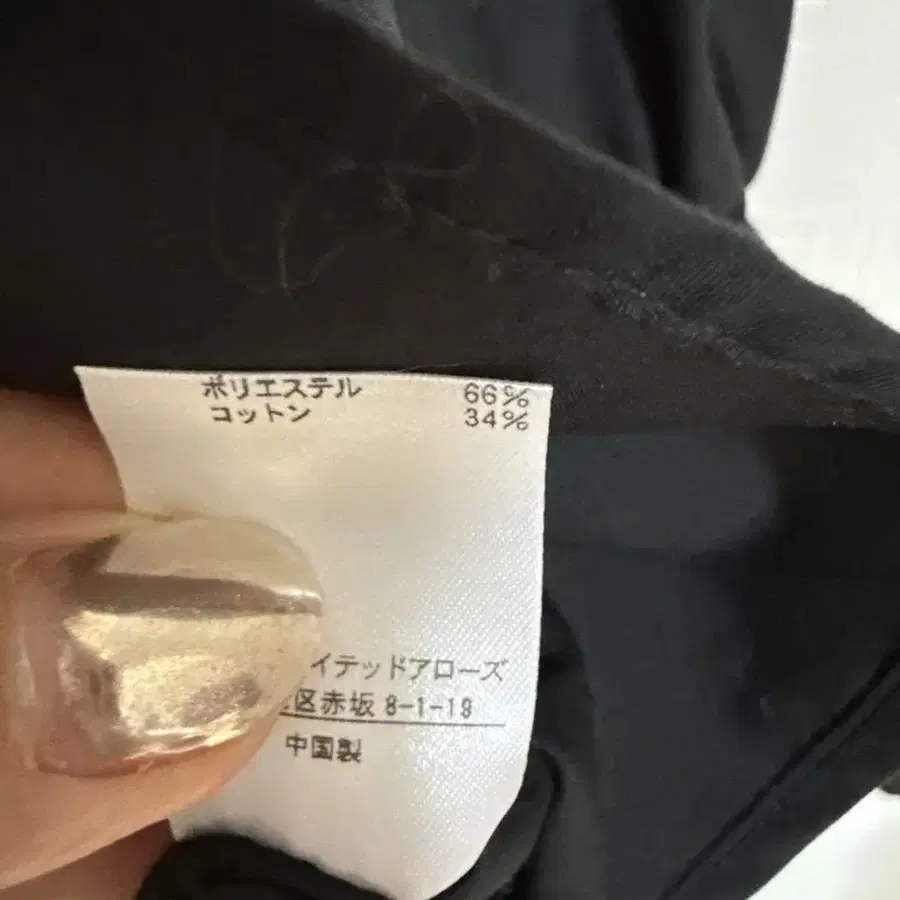 ポリエステル 66%
コットン 34%
イテッドアローズ
区赤坂 8-1-19
中国製